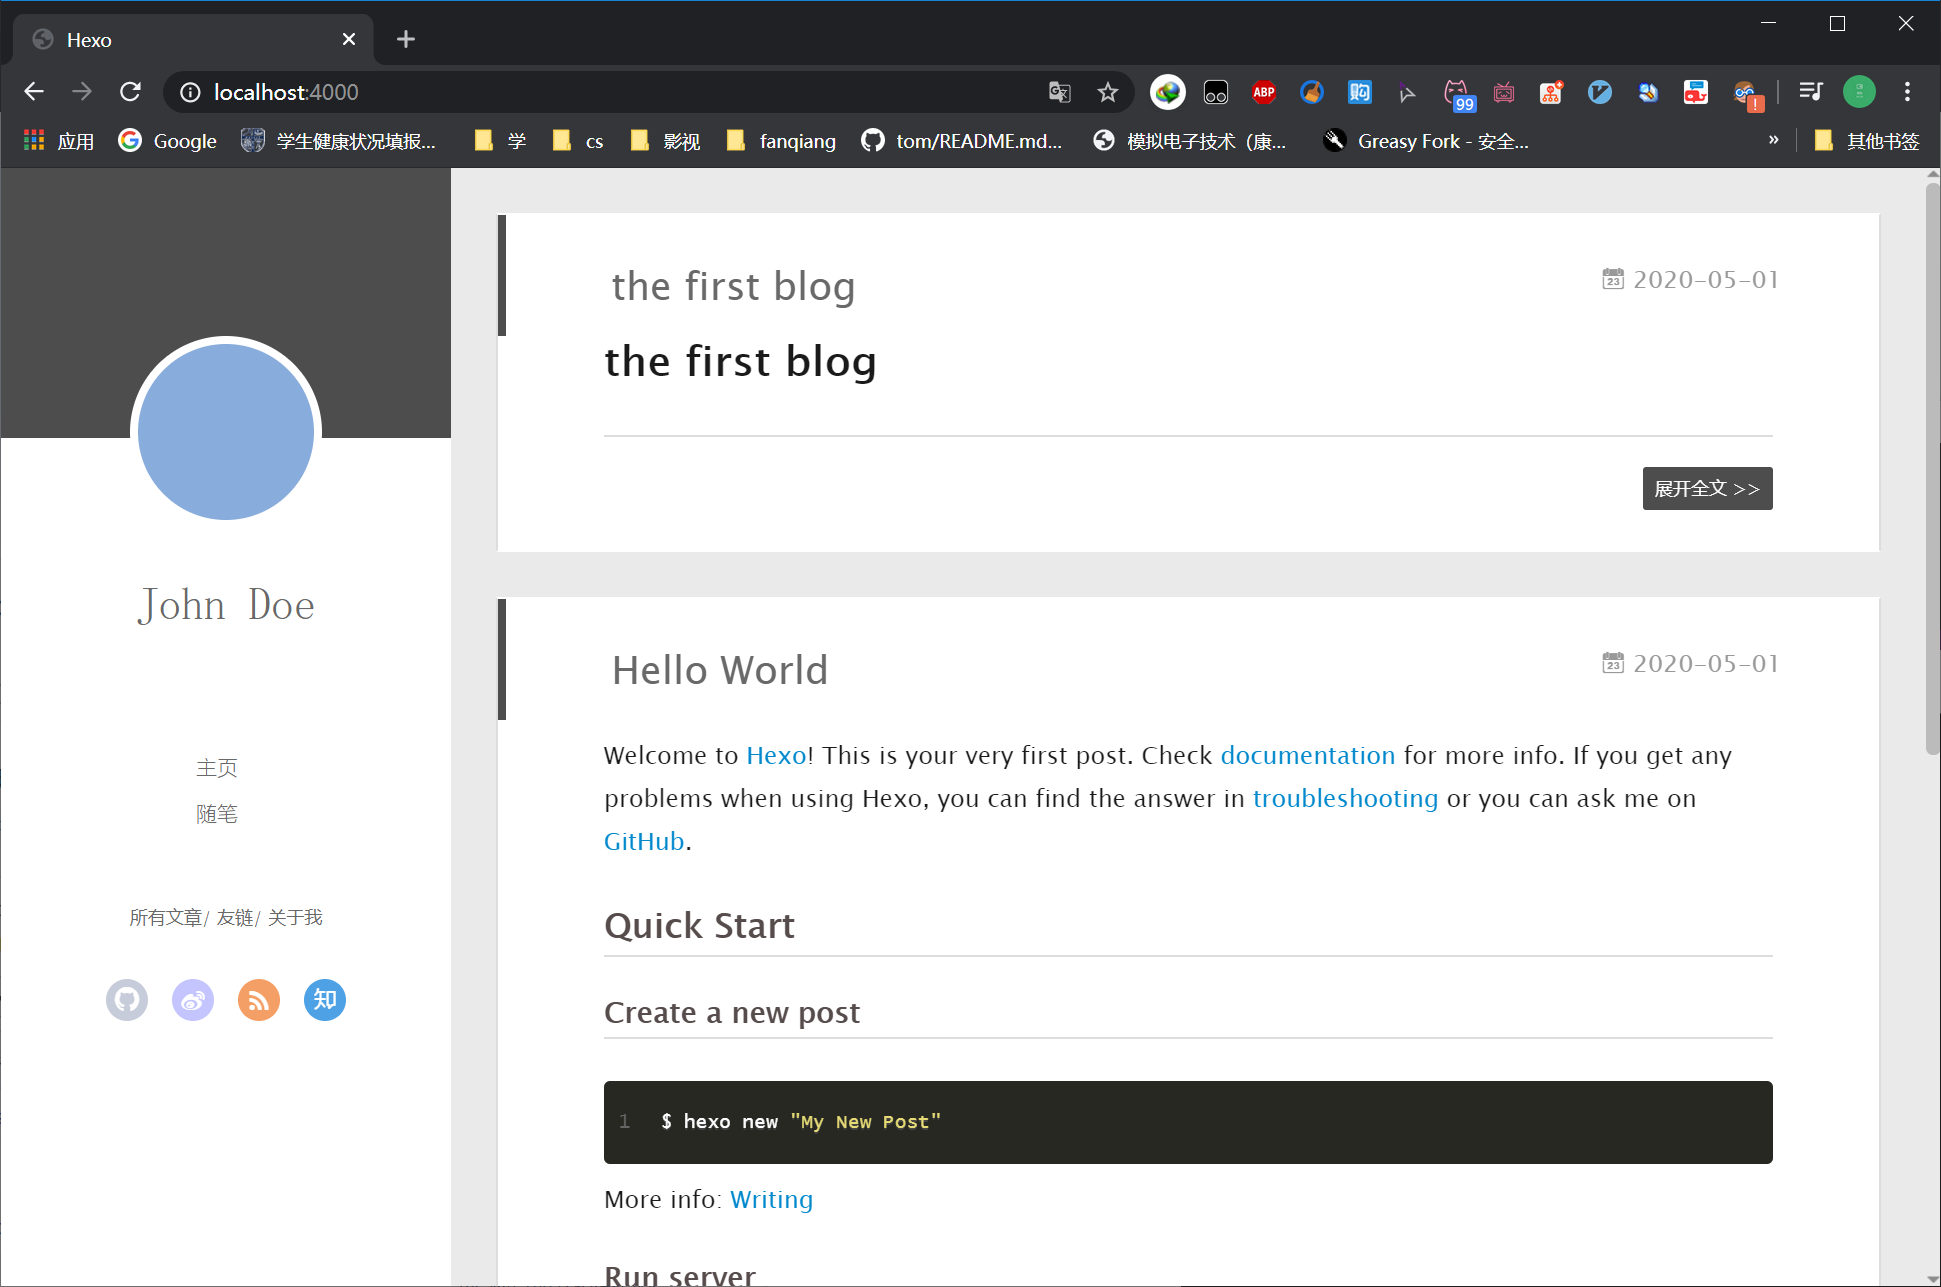 Hexo
localhost:4000
ABP
购
99
!
应用
Google
学生健康状况填报...
学
cs
影视
fanqiang
tom/README.md...
模拟电子技术（康...
Greasy Fork - 安全...
»
其他书签
John Doe
主页
随笔
所有文章/ 友链/ 关于我
知
the first blog
23 2020-05-01
the first blog
展开全文 >>
Hello World
23 2020-05-01
Welcome to Hexo! This is your very first post. Check documentation for more info. If you get any
problems when using Hexo, you can find the answer in troubleshooting or you can ask me on
GitHub.
Quick Start
Create a new post
1 $ hexo new "My New Post"
More info: Writing
Run server